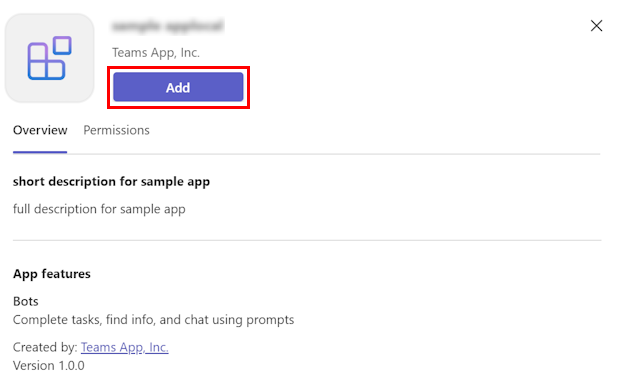 Teams App, Inc.
Add
Overview Permissions
short description for sample app
full description for sample app
App features
Bots
Complete tasks, find info, and chat using prompts
Created by: Teams App, Inc.
Version 1.0.0